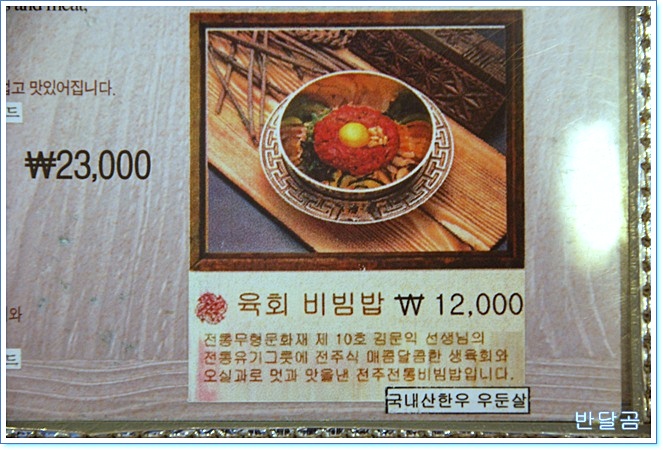 and meat,
고 맛있어집니다.
드
₩23,000
와
드
육회 비빔밥 ₩ 12,000
전통무형문화재 제 10호 김문익 선생님의
전통유기그릇에 전주식 매콤달콤한 생육회와
오실과로 멋과 맛을낸 전주전통비빔밥입니다.
국내산한우 우둔살
반달곰